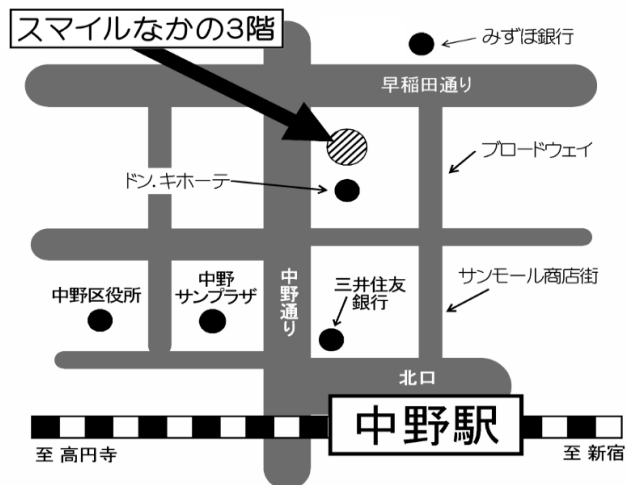 スマイルなかの3階
みずほ銀行
早稲田通り
ブロードウェイ
ドン.キホーテ
中野区役所
中野
サンプラザ
中野通り
三井住友
銀行
サンモール商店街
北口
中野駅
至 高円寺
至 新宿